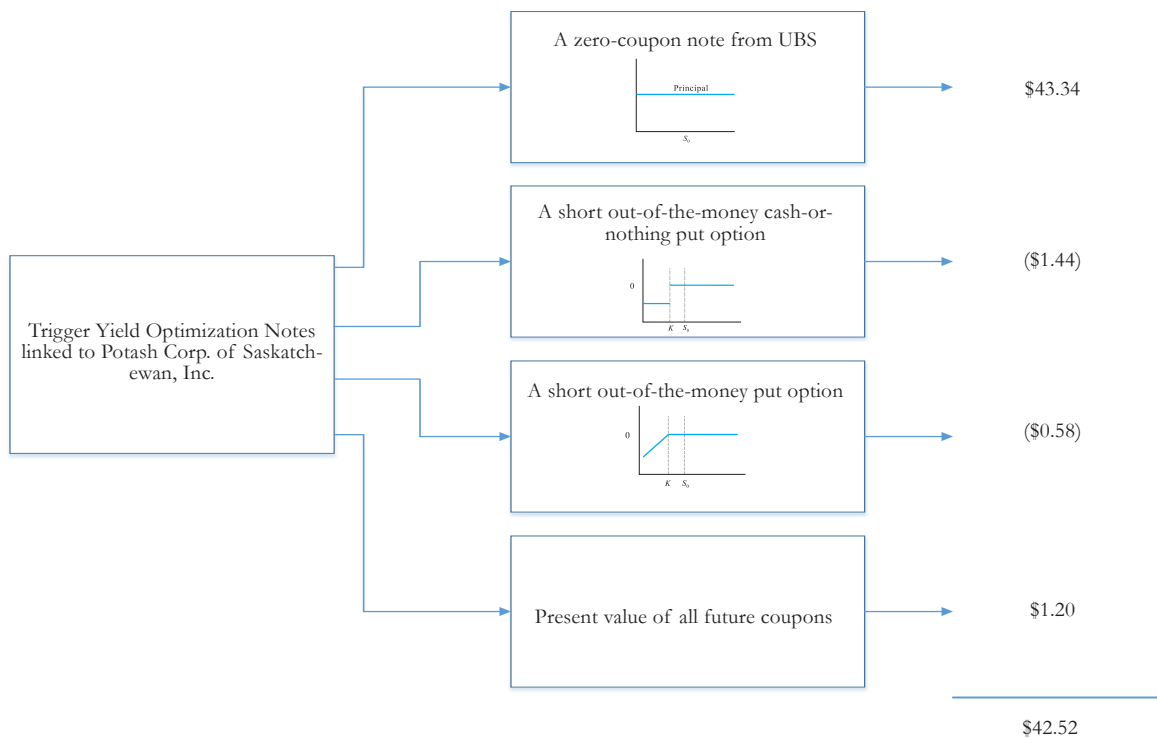 A zero-coupon note from UBS
Principal
S₀
$43.34
A short out-of-the-money cash-or-
nothing put option
0
K
S₀
($1.44)
Trigger Yield Optimization Notes
linked to Potash Corp. of Saskatch-
ewan, Inc.
A short out-of-the-money put option
0
K
S₀
($0.58)
Present value of all future coupons
$1.20
$42.52